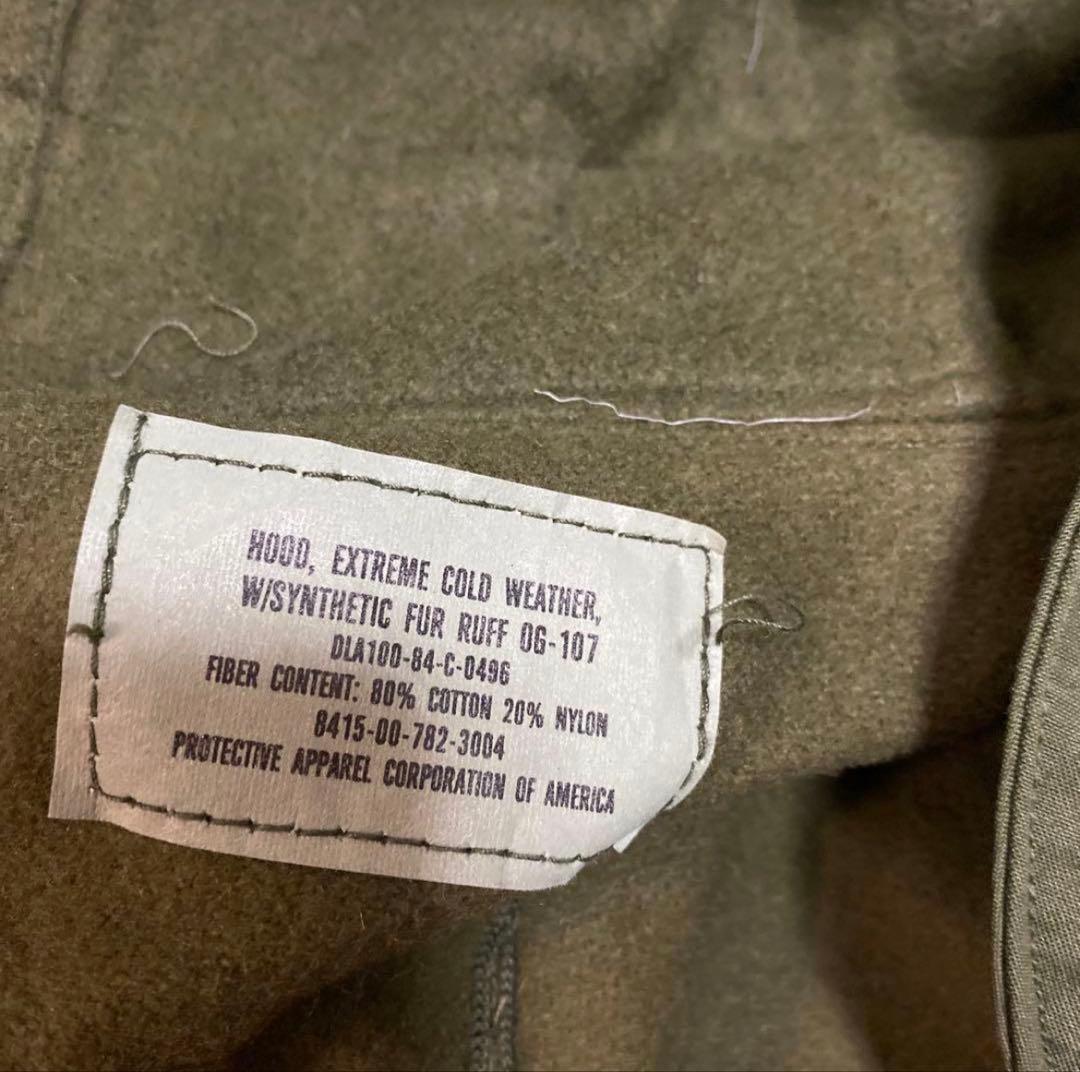 HOOD, EXTREME COLD WEATHER,
W/SYNTHETIC FUR RUFF OG-107
DLA100-84-C-0496
FIBER CONTENT: 80% COTTON 20% NYLON
8415-00-782-3004
PROTECTIVE APPAREL CORPORATION OF AMERICA